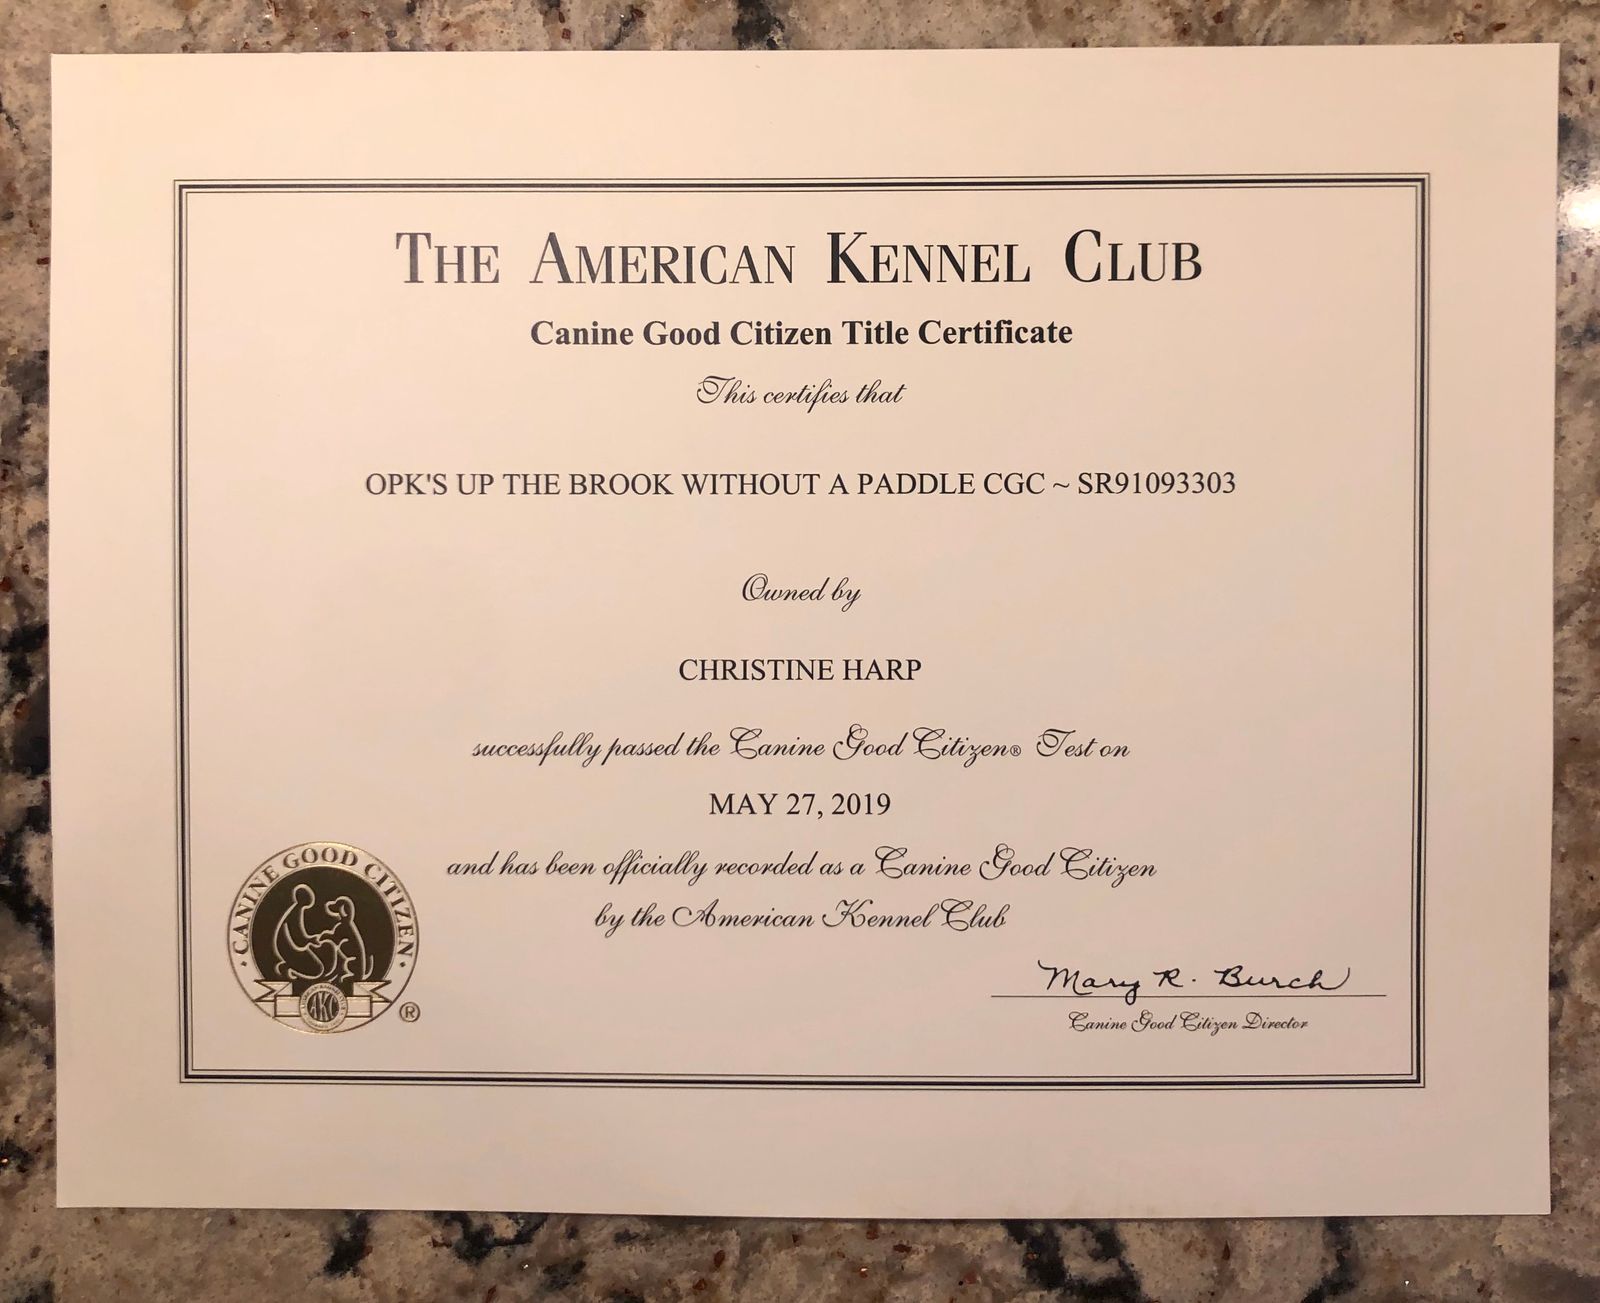 THE AMERICAN KENNEL CLUB
Canine Good Citizen Title Certificate
This certifies that
OPK'S UP THE BROOK WITHOUT A PADDLE CGC ~ SR91093303
Owned by
CHRISTINE HARP
successfully passed the Canine Good Citizen® Test on
MAY 27, 2019
and has been officially recorded as a Canine Good Citizen
by the American Kennel Club
· CANINE GOOD CITIZEN ·
AKC
®
Mary R. Burch
Canine Good Citizen Director